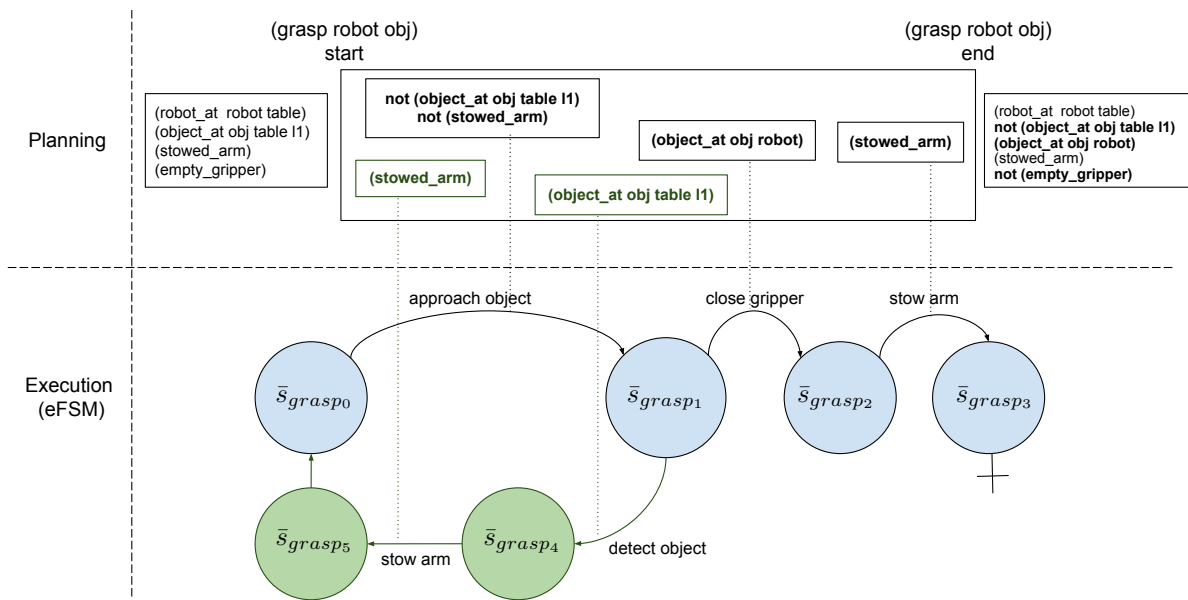 (grasp robot obj)
start
(grasp robot obj)
end
Planning
(robot_at  robot table)
(object_at obj table l1)
(stowed_arm)
(empty_gripper)
not (object_at obj table l1)
not (stowed_arm)
(stowed_arm)
(object_at obj table l1)
(object_at obj robot)
(stowed_arm)
(robot_at  robot table)
not (object_at obj table l1)
(object_at obj robot)
(stowed_arm)
not (empty_gripper)
Execution
(eFSM)
approach object
close gripper
stow arm
s̄grasp₀
s̄grasp₁
s̄grasp₂
s̄grasp₃
s̄grasp₅
s̄grasp₄
stow arm
detect object